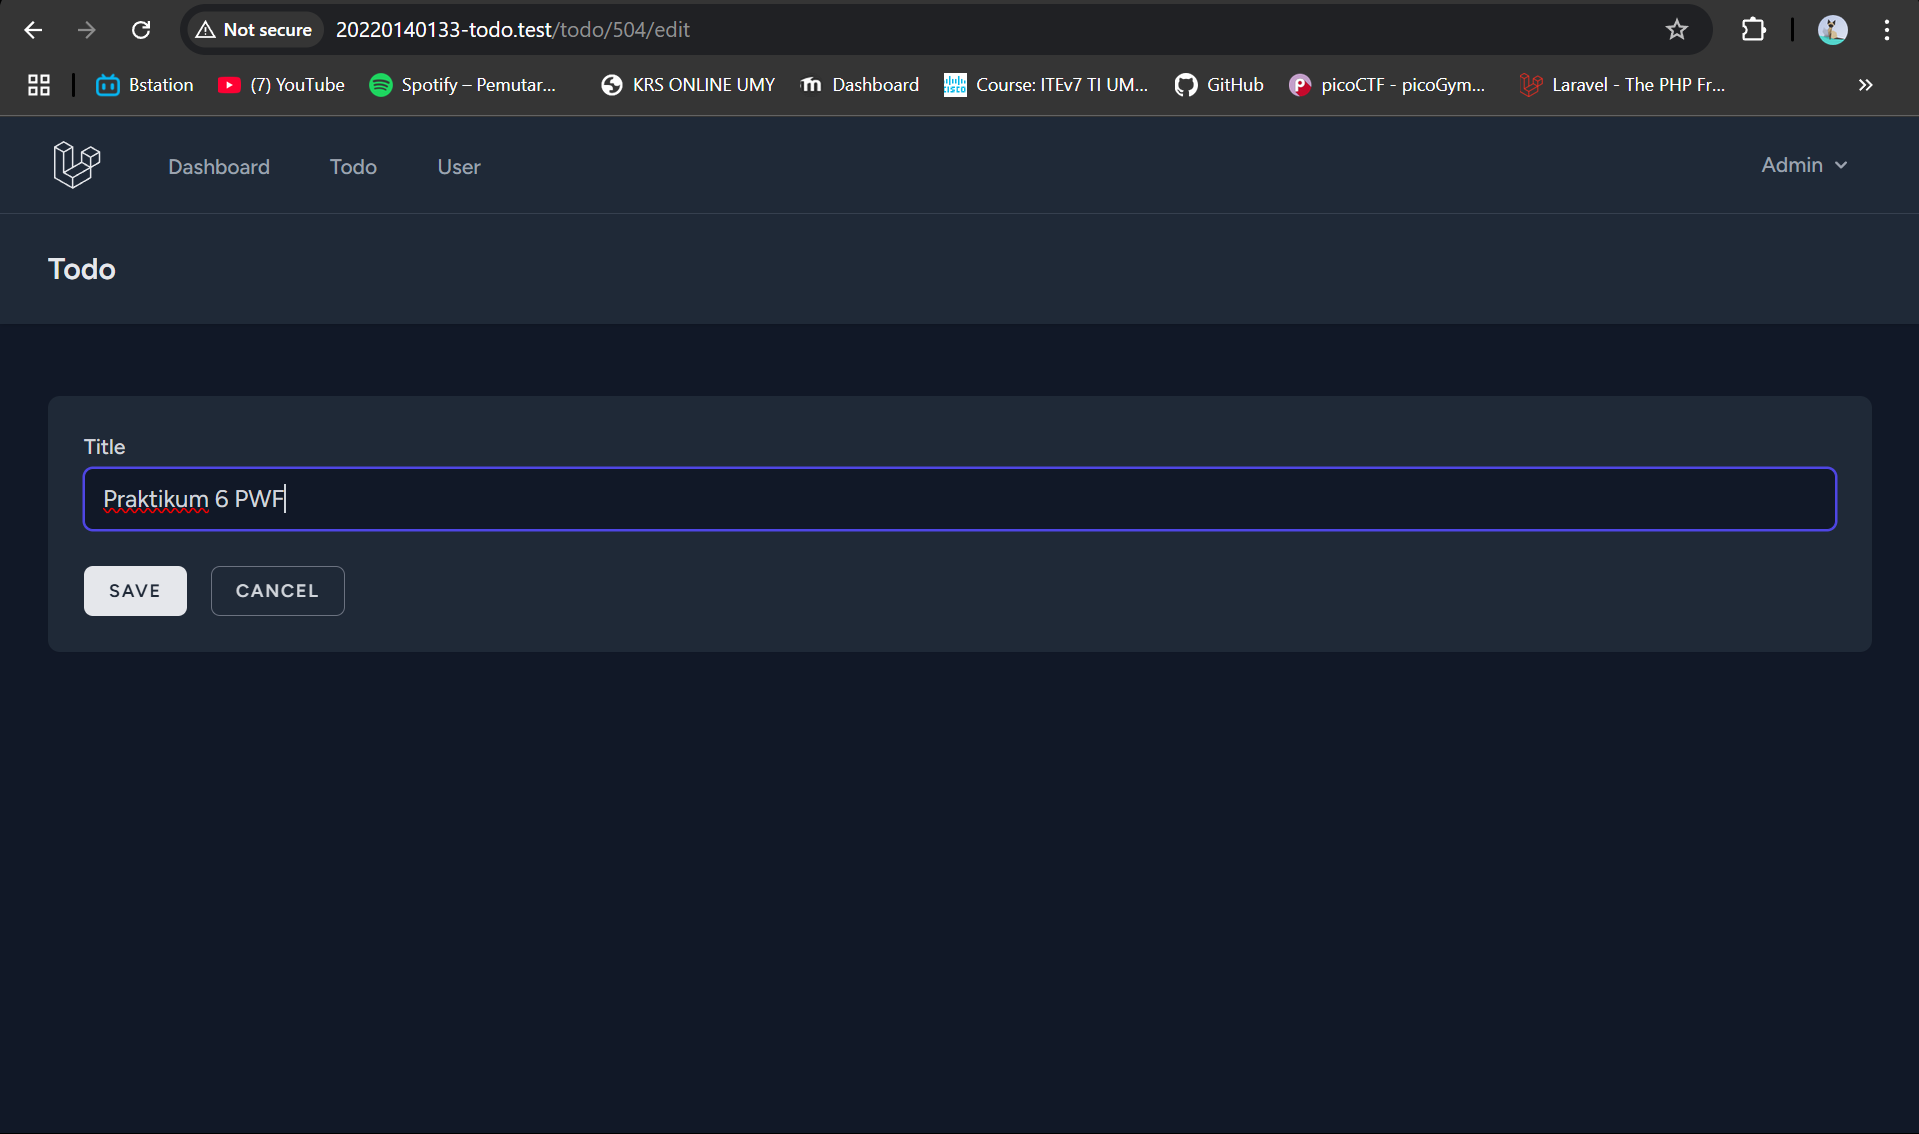 Not secure 20220140133-todo.test/todo/504/edit
Bstation (7) YouTube Spotify – Pemutar... KRS ONLINE UMY Dashboard Course: ITEv7 TI UM... GitHub picoCTF - picoGym... Laravel - The PHP Fr...
Dashboard Todo User Admin
Todo
Title
Praktikum 6 PWF
SAVE CANCEL